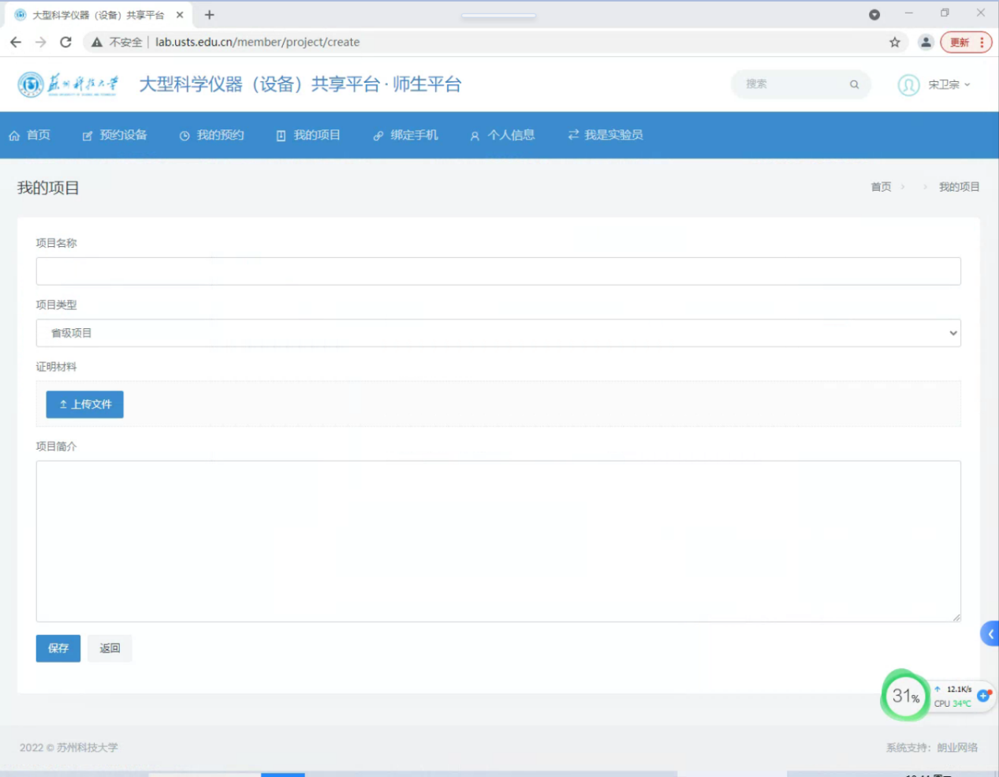 大型科学仪器（设备）共享平台
不安全 lab.usts.edu.cn/member/project/create
更新
苏州科技大学 大型科学仪器（设备）共享平台·师生平台
搜索
宋卫宗
首页 预约设备 我的预约 我的项目 绑定手机 个人信息 我是实验员
我的项目
首页 我的项目
项目名称
项目类型
省级项目
证明材料
上传文件
项目简介
保存 返回
31%
12.1K/s
CPU 34℃
2022 © 苏州科技大学
系统支持：朗业网络